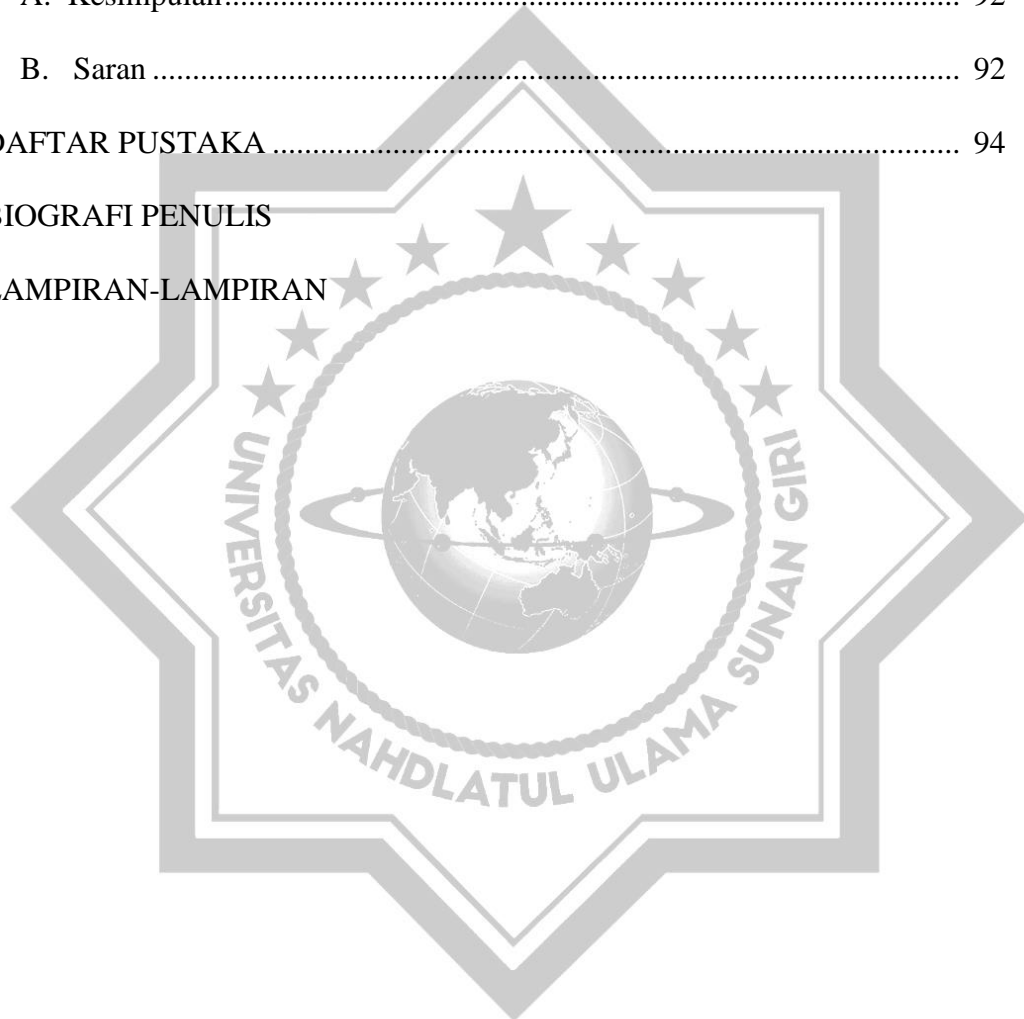 A. Kesimpulan........................................................................................ 92
B. Saran ................................................................................................ 92
DAFTAR PUSTAKA .................................................................................. 94
BIOGRAFI PENULIS
LAMPIRAN-LAMPIRAN
UNIVERSITAS NAHDLATUL ULAMA SUNAN GIRI